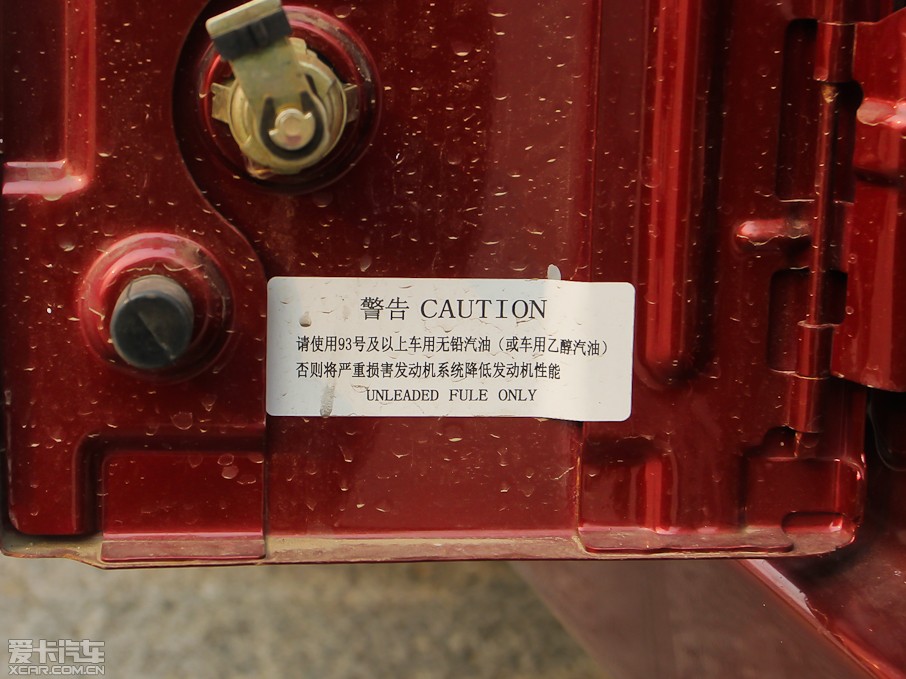 警告 CAUTION
请使用93号及以上车用无铅汽油（或车用乙醇汽油）
否则将严重损害发动机系统降低发动机性能
UNLEADED FULE ONLY
爱卡汽车
XCAR.COM.CN